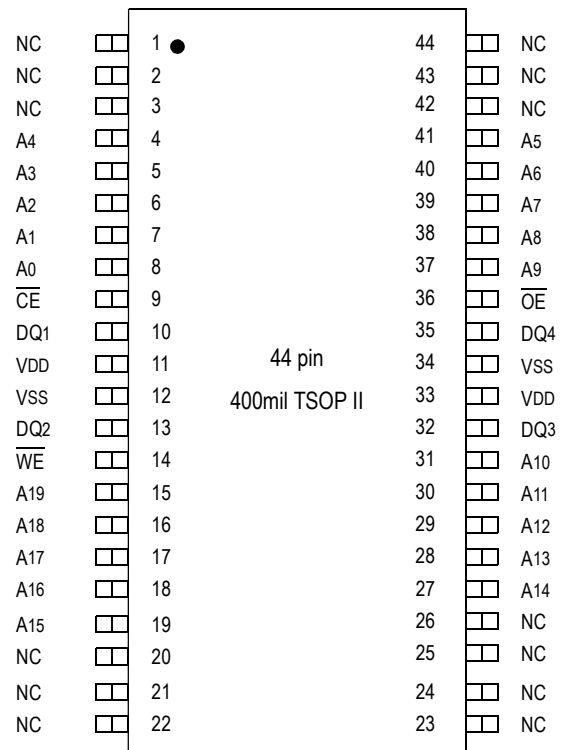 NC 1 44 NC
NC 2 43 NC
NC 3 42 NC
A4 4 41 A5
A3 5 40 A6
A2 6 39 A7
A1 7 38 A8
A0 8 37 A9
C̅E̅ 9 36 O̅E̅
DQ1 10 35 DQ4
VDD 11 34 VSS
44 pin
VSS 12 33 VDD
400mil TSOP II
DQ2 13 32 DQ3
W̅E̅ 14 31 A10
A19 15 30 A11
A18 16 29 A12
A17 17 28 A13
A16 18 27 A14
A15 19 26 NC
NC 20 25 NC
NC 21 24 NC
NC 22 23 NC